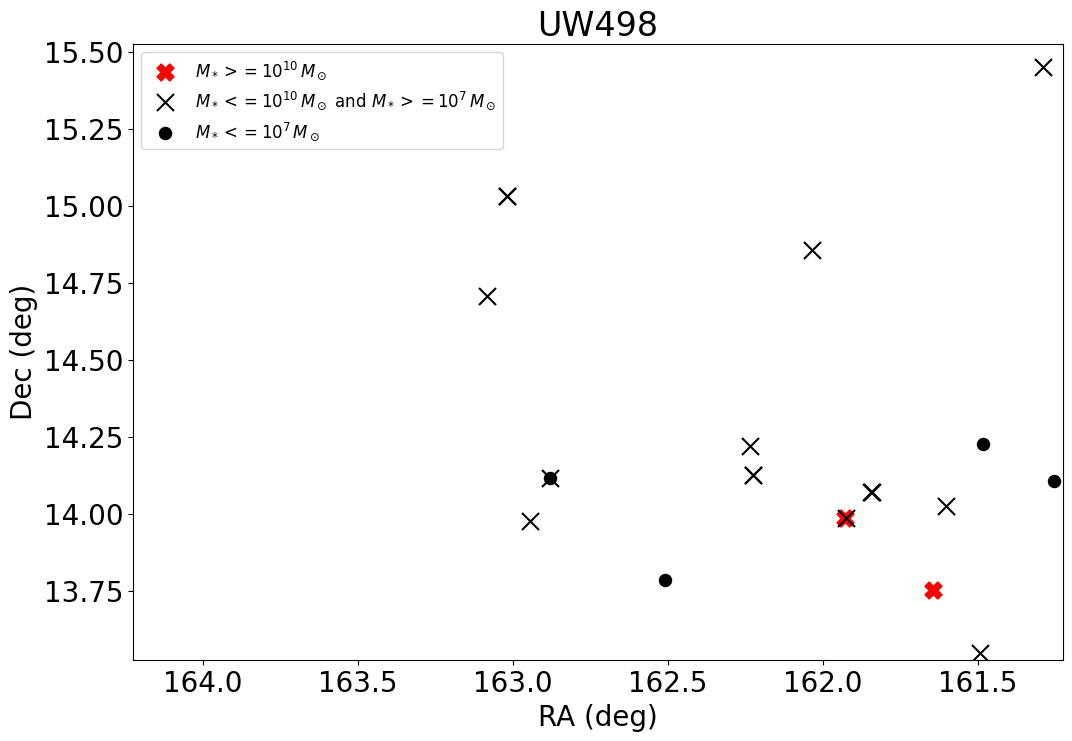 UW498
M* >= 10^10 M⊙
M* <= 10^10 M⊙ and M* >= 10^7 M⊙
M* <= 10^7 M⊙
Dec (deg)
15.50
15.25
15.00
14.75
14.50
14.25
14.00
13.75
164.0 163.5 163.0 162.5 162.0 161.5
RA (deg)